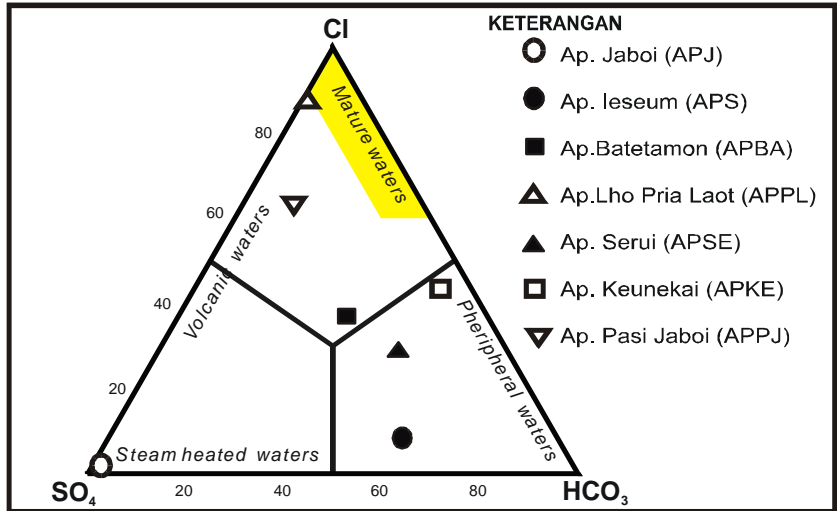 Cl
KETERANGAN
Ap. Jaboi (APJ)
Ap. Ieseum (APS)
Ap.Batetamon (APBA)
Ap.Lho Pria Laot (APPL)
Ap. Serui (APSE)
Ap. Keunekai (APKE)
Ap. Pasi Jaboi (APPJ)
Mature waters
80
60
Volcanic waters
40
20
Pheripheral waters
Steam heated waters
SO₄
20
40
60
80
HCO₃